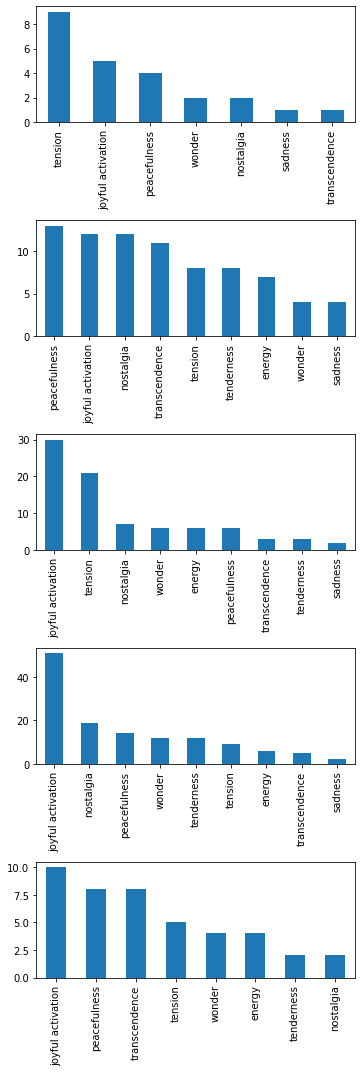 8
6
4
2
0
tension
joyful activation
peacefulness
wonder
nostalgia
sadness
transcendence
10
5
0
peacefulness
joyful activation
nostalgia
transcendence
tension
tenderness
energy
wonder
sadness
30
20
10
0
joyful activation
tension
nostalgia
wonder
energy
peacefulness
transcendence
tenderness
sadness
40
20
0
joyful activation
nostalgia
peacefulness
wonder
tenderness
tension
energy
transcendence
sadness
10.0
7.5
5.0
2.5
0.0
joyful activation
peacefulness
transcendence
tension
wonder
energy
tenderness
nostalgia